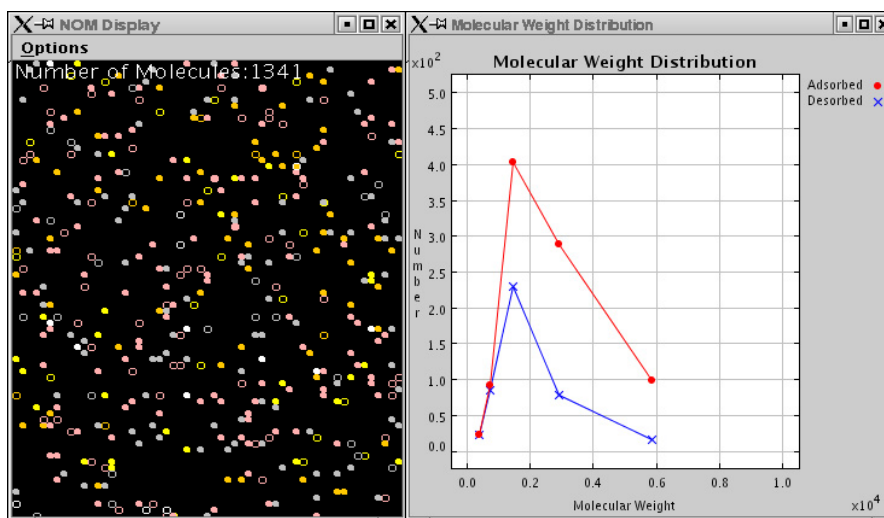 NOM Display
Options
Number of Molecules:1341
Molecular Weight Distribution
x10²
Molecular Weight Distribution
Adsorbed
Desorbed
5.0
4.5
4.0
3.5
3.0
2.5
2.0
1.5
1.0
0.5
0.0
Number
0.0 0.2 0.4 0.6 0.8 1.0
Molecular Weight
x10⁴